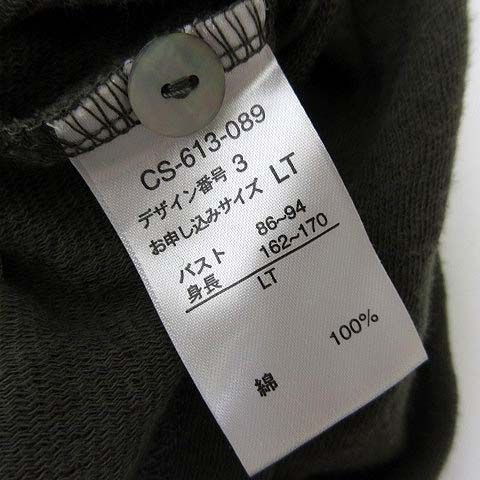 CS-613-089
デザイン番号 3
お申し込みサイズ LT
バスト 86~94
身長 162~170
LT
綿 100%